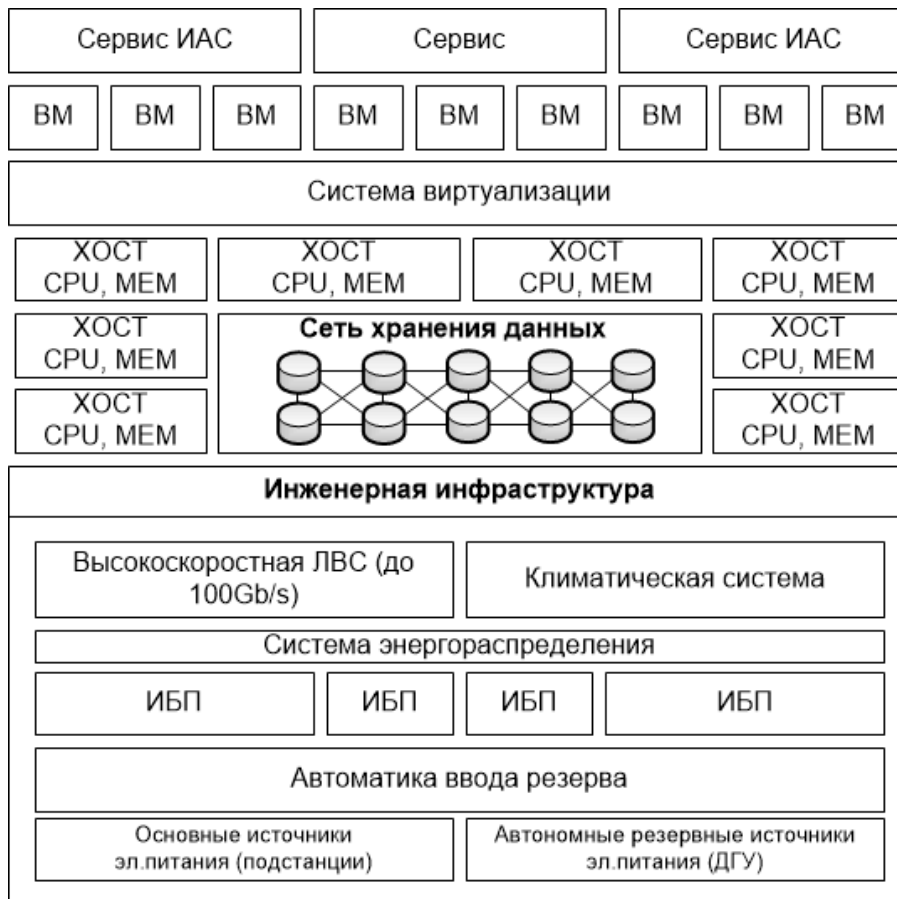 Сервис ИАС
Сервис
Сервис ИАС
ВМ
ВМ
ВМ
ВМ
ВМ
ВМ
ВМ
ВМ
ВМ
Система виртуализации
ХОСТ
CPU, MEM
ХОСТ
CPU, MEM
ХОСТ
CPU, MEM
ХОСТ
CPU, MEM
ХОСТ
CPU, MEM
Сеть хранения данных
ХОСТ
CPU, MEM
ХОСТ
CPU, MEM
ХОСТ
CPU, MEM
Инженерная инфраструктура
Высокоскоростная ЛВС (до
100Gb/s)
Климатическая система
Система энергораспределения
ИБП
ИБП
ИБП
ИБП
Автоматика ввода резерва
Основные источники
эл.питания (подстанции)
Автономные резервные источники
эл.питания (ДГУ)